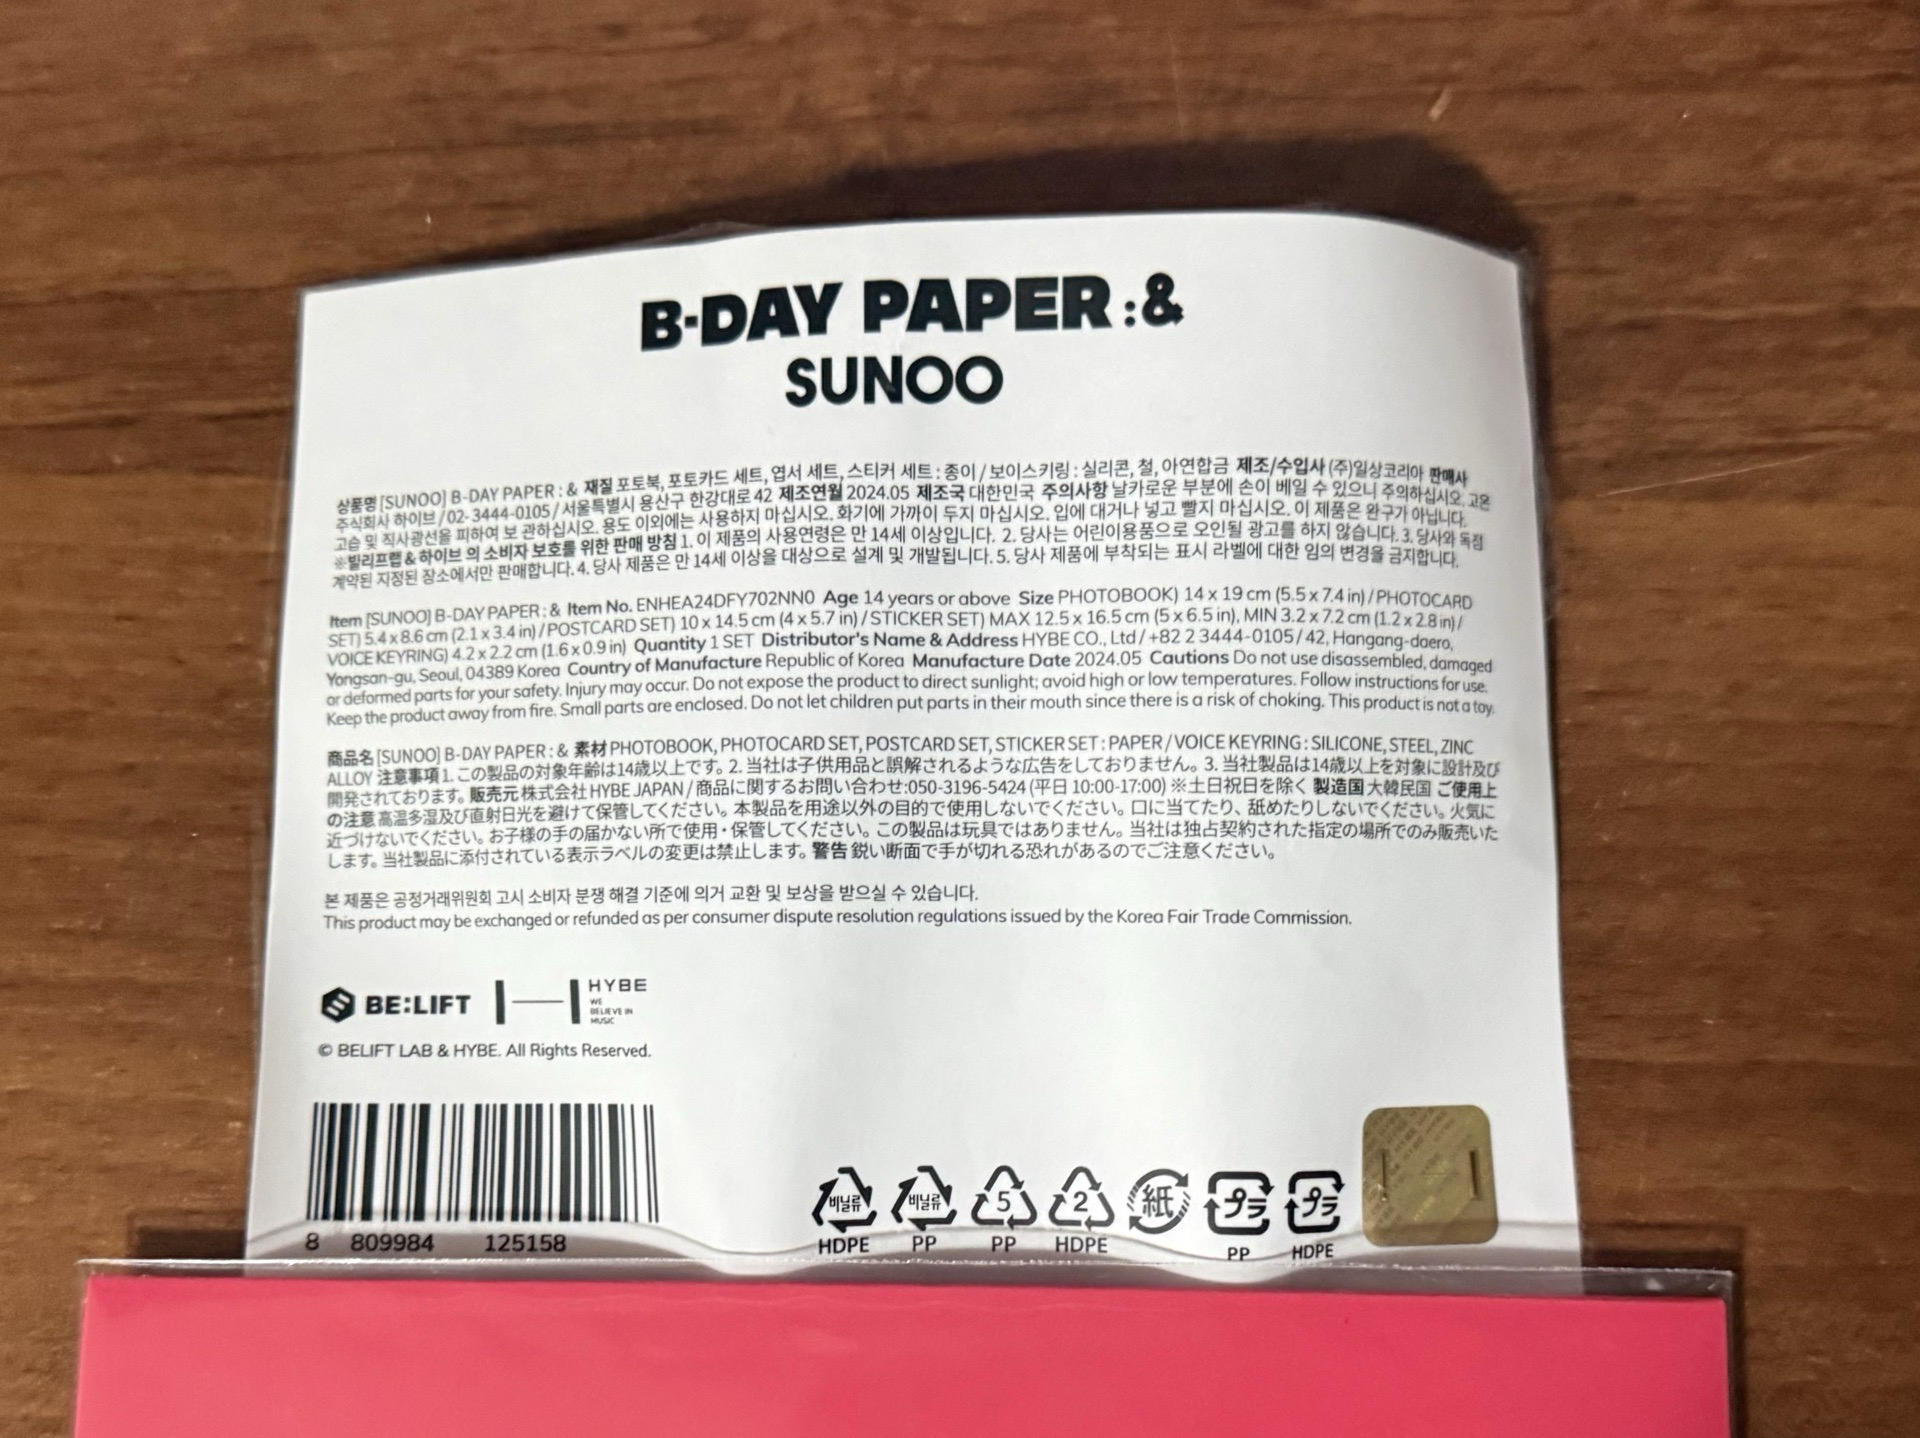 B-DAY PAPER :&
SUNOO
상품명 [SUNOO] B-DAY PAPER : & 재질 포토북, 포토카드 세트, 엽서 세트, 스티커 세트 : 종이 / 보이스키링 : 실리콘, 철, 아연합금 제조/수입사 (주)일상코리아 판매사
주식회사 하이브 / 02-3444-0105 / 서울특별시 용산구 한강대로 42 제조연월 2024.05 제조국 대한민국 주의사항 날카로운 부분에 손이 베일 수 있으니 주의하십시오. 고온
고습 및 직사광선을 피하여 보 관하십시오. 용도 이외에는 사용하지 마십시오. 화기에 가까이 두지 마십시오. 입에 대거나 넣고 빨지 마십시오. 이 제품은 완구가 아닙니다.
※빌리프랩 & 하이브 의 소비자 보호를 위한 판매 방침 1. 이 제품의 사용연령은 만 14세 이상입니다. 2. 당사는 어린이용품으로 오인될 광고를 하지 않습니다. 3. 당사와 독점
계약된 지정된 장소에서만 판매합니다. 4. 당사 제품은 만 14세 이상을 대상으로 설계 및 개발됩니다. 5. 당사 제품에 부착되는 표시 라벨에 대한 임의 변경을 금지합니다.
Item [SUNOO] B-DAY PAPER : & Item No. ENHEA24DFY702NN0 Age 14 years or above Size PHOTOBOOK) 14 x 19 cm (5.5 x 7.4 in) / PHOTOCARD
SET) 5.4 x 8.6 cm (2.1 x 3.4 in) / POSTCARD SET) 10 x 14.5 cm (4 x 5.7 in) / STICKER SET) MAX 12.5 x 16.5 cm (5 x 6.5 in), MIN 3.2 x 7.2 cm (1.2 x 2.8 in) /
VOICE KEYRING) 4.2 x 2.2 cm (1.6 x 0.9 in) Quantity 1 SET Distributor's Name & Address HYBE CO., Ltd / +82 2 3444-0105 / 42, Hangang-daero,
Yongsan-gu, Seoul, 04389 Korea Country of Manufacture Republic of Korea Manufacture Date 2024.05 Cautions Do not use disassembled, damaged
or deformed parts for your safety. Injury may occur. Do not expose the product to direct sunlight; avoid high or low temperatures. Follow instructions for use.
Keep the product away from fire. Small parts are enclosed. Do not let children put parts in their mouth since there is a risk of choking. This product is not a toy.
商品名 [SUNOO] B-DAY PAPER : & 素材 PHOTOBOOK, PHOTOCARD SET, POSTCARD SET, STICKER SET : PAPER / VOICE KEYRING : SILICONE, STEEL, ZINC
ALLOY 注意事項 1. この製品の対象年齢は14歳以上です。2. 当社は子供用品と誤解されるような広告をしておりません。3. 当社製品は14歳以上を対象に設計及び
開発されております。販売元 株式会社 HYBE JAPAN / 商品に関するお問い合わせ:050-3196-5424 (平日 10:00-17:00) ※土日祝日を除く 製造国 大韓民国 ご使用上
の注意 高温多湿及び直射日光を避けて保管してください。本製品を用途以外の目的で使用しないでください。口に当てたり、舐めたりしないでください。火気に
近づけないでください。お子様の手の届かない所で使用・保管してください。この製品は玩具ではありません。当社は独占契約された指定の場所でのみ販売いた
します。当社製品に添付されている表示ラベルの変更は禁止します。警告 鋭い断面で手が切れる恐れがあるのでご注意ください。
본 제품은 공정거래위원회 고시 소비자 분쟁 해결 기준에 의거 교환 및 보상을 받으실 수 있습니다.
This product may be exchanged or refunded as per consumer dispute resolution regulations issued by the Korea Fair Trade Commission.
BE:LIFT
HYBE
WE
BELIEVE IN
MUSIC
© BELIFT LAB & HYBE. All Rights Reserved.
8 809984 125158
비닐류 비닐류 5 2 紙 プラ プラ
HDPE PP PP HDPE PP HDPE